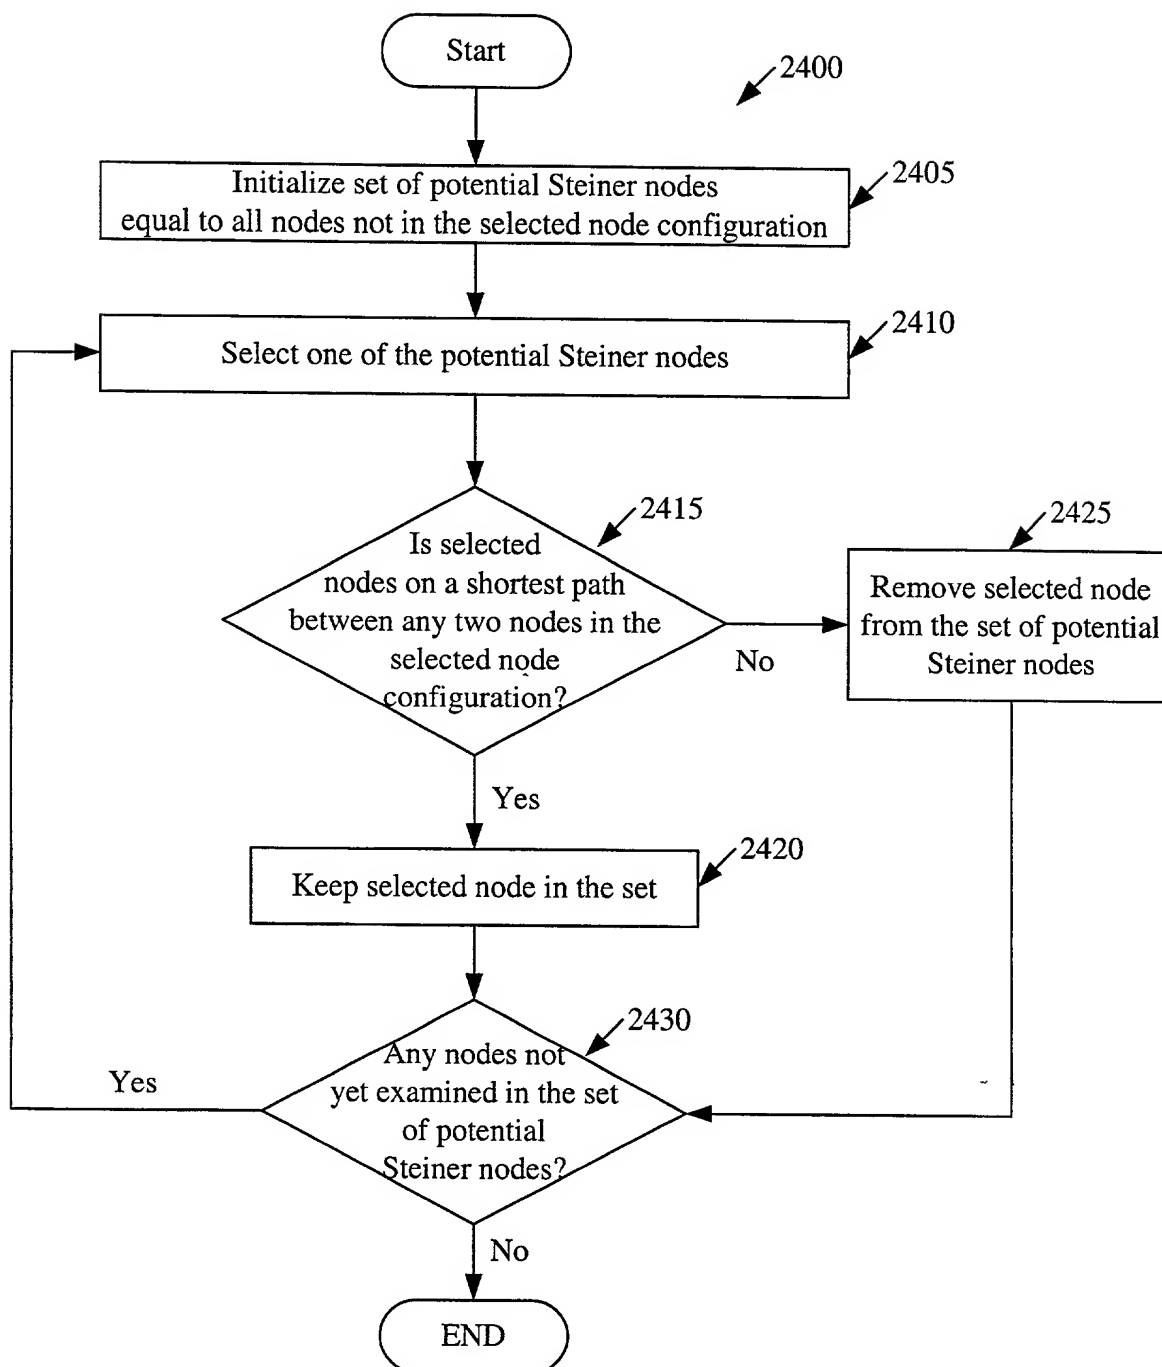 Start
2400
Initialize set of potential Steiner nodes
equal to all nodes not in the selected node configuration
2405
Select one of the potential Steiner nodes
2410
Is selected
nodes on a shortest path
between any two nodes in the
selected node
configuration?
2415
No
Remove selected node
from the set of potential
Steiner nodes
2425
Yes
Keep selected node in the set
2420
Any nodes not
yet examined in the set
of potential
Steiner nodes?
2430
Yes
No
END